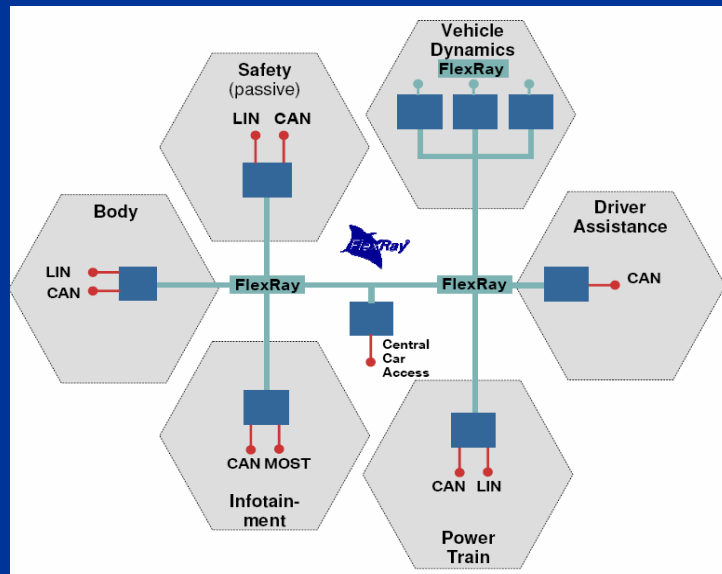 Vehicle
Dynamics
FlexRay
Safety
(passive)
LIN CAN
Body
LIN
CAN
Driver
Assistance
CAN
FlexRay
FlexRay
FlexRay
Central
Car
Access
CAN MOST
Infotain-
ment
CAN LIN
Power
Train